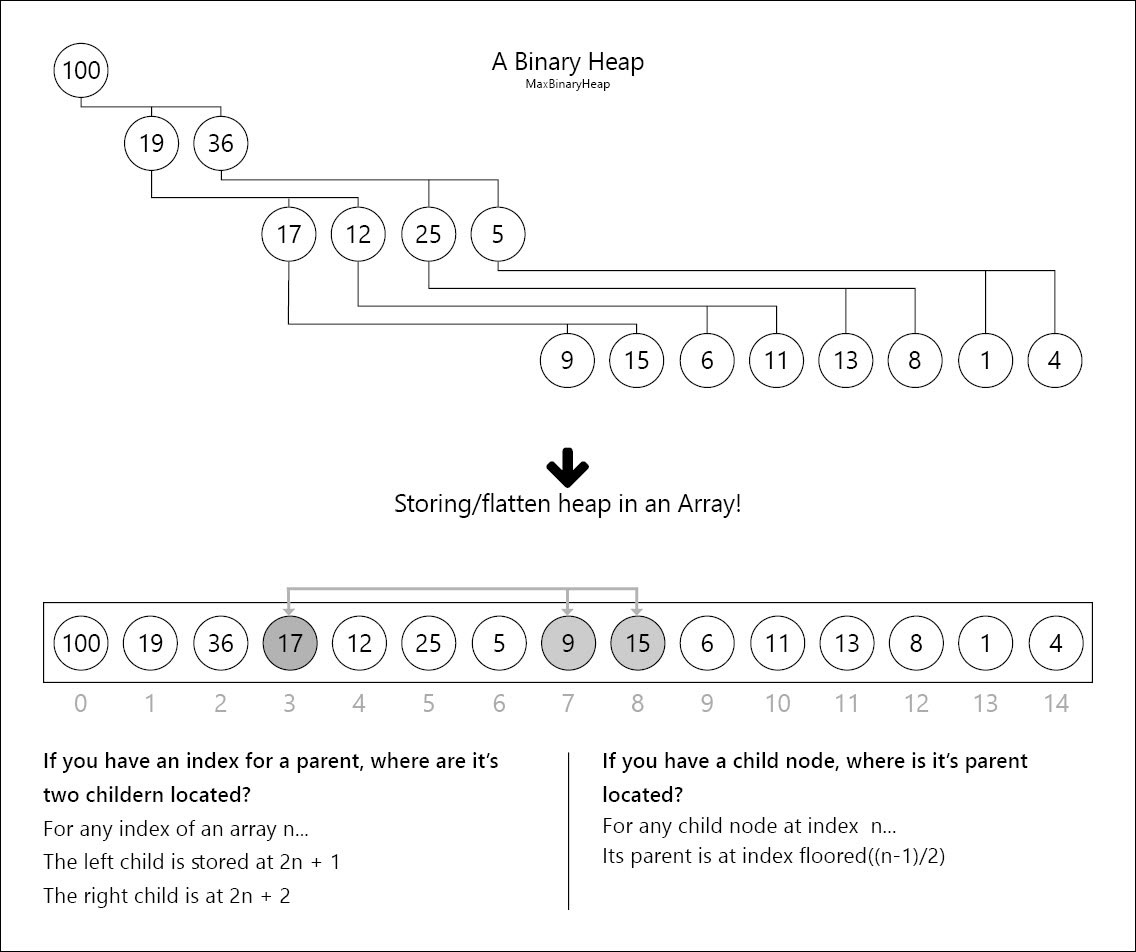 A Binary Heap
MaxBinaryHeap
100
19 36
17 12 25 5
9 15 6 11 13 8 1 4
Storing/flatten heap in an Array!
100 19 36 17 12 25 5 9 15 6 11 13 8 1 4
0 1 2 3 4 5 6 7 8 9 10 11 12 13 14
If you have an index for a parent, where are it's
two childern located?
For any index of an array n...
The left child is stored at 2n + 1
The right child is at 2n + 2
If you have a child node, where is it's parent
located?
For any child node at index n...
Its parent is at index floored((n-1)/2)